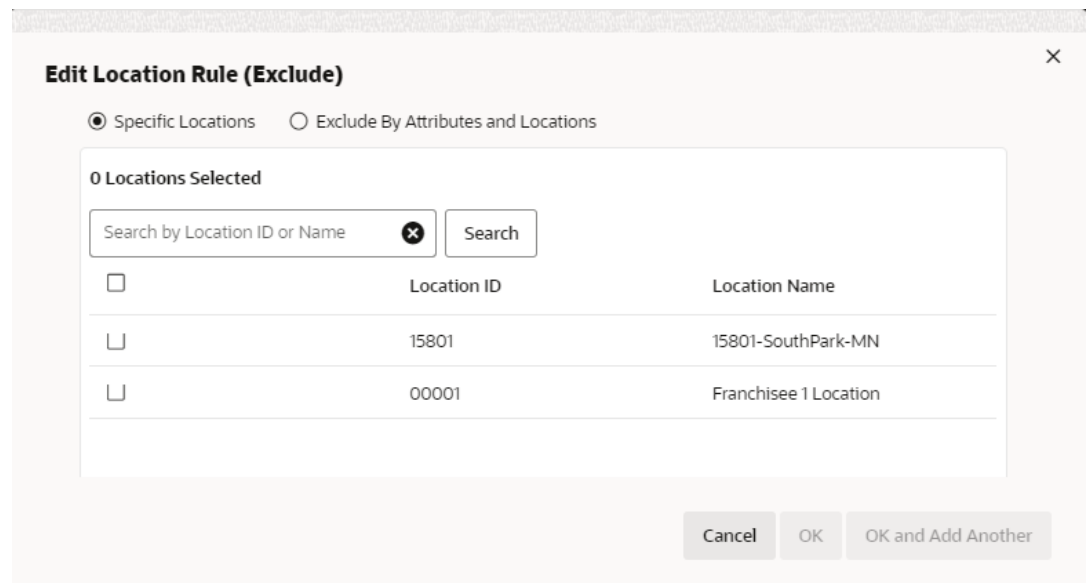 Edit Location Rule (Exclude)
Specific Locations Exclude By Attributes and Locations
0 Locations Selected
Search by Location ID or Name Search
Location ID Location Name
15801 15801-SouthPark-MN
00001 Franchisee 1 Location
Cancel OK OK and Add Another